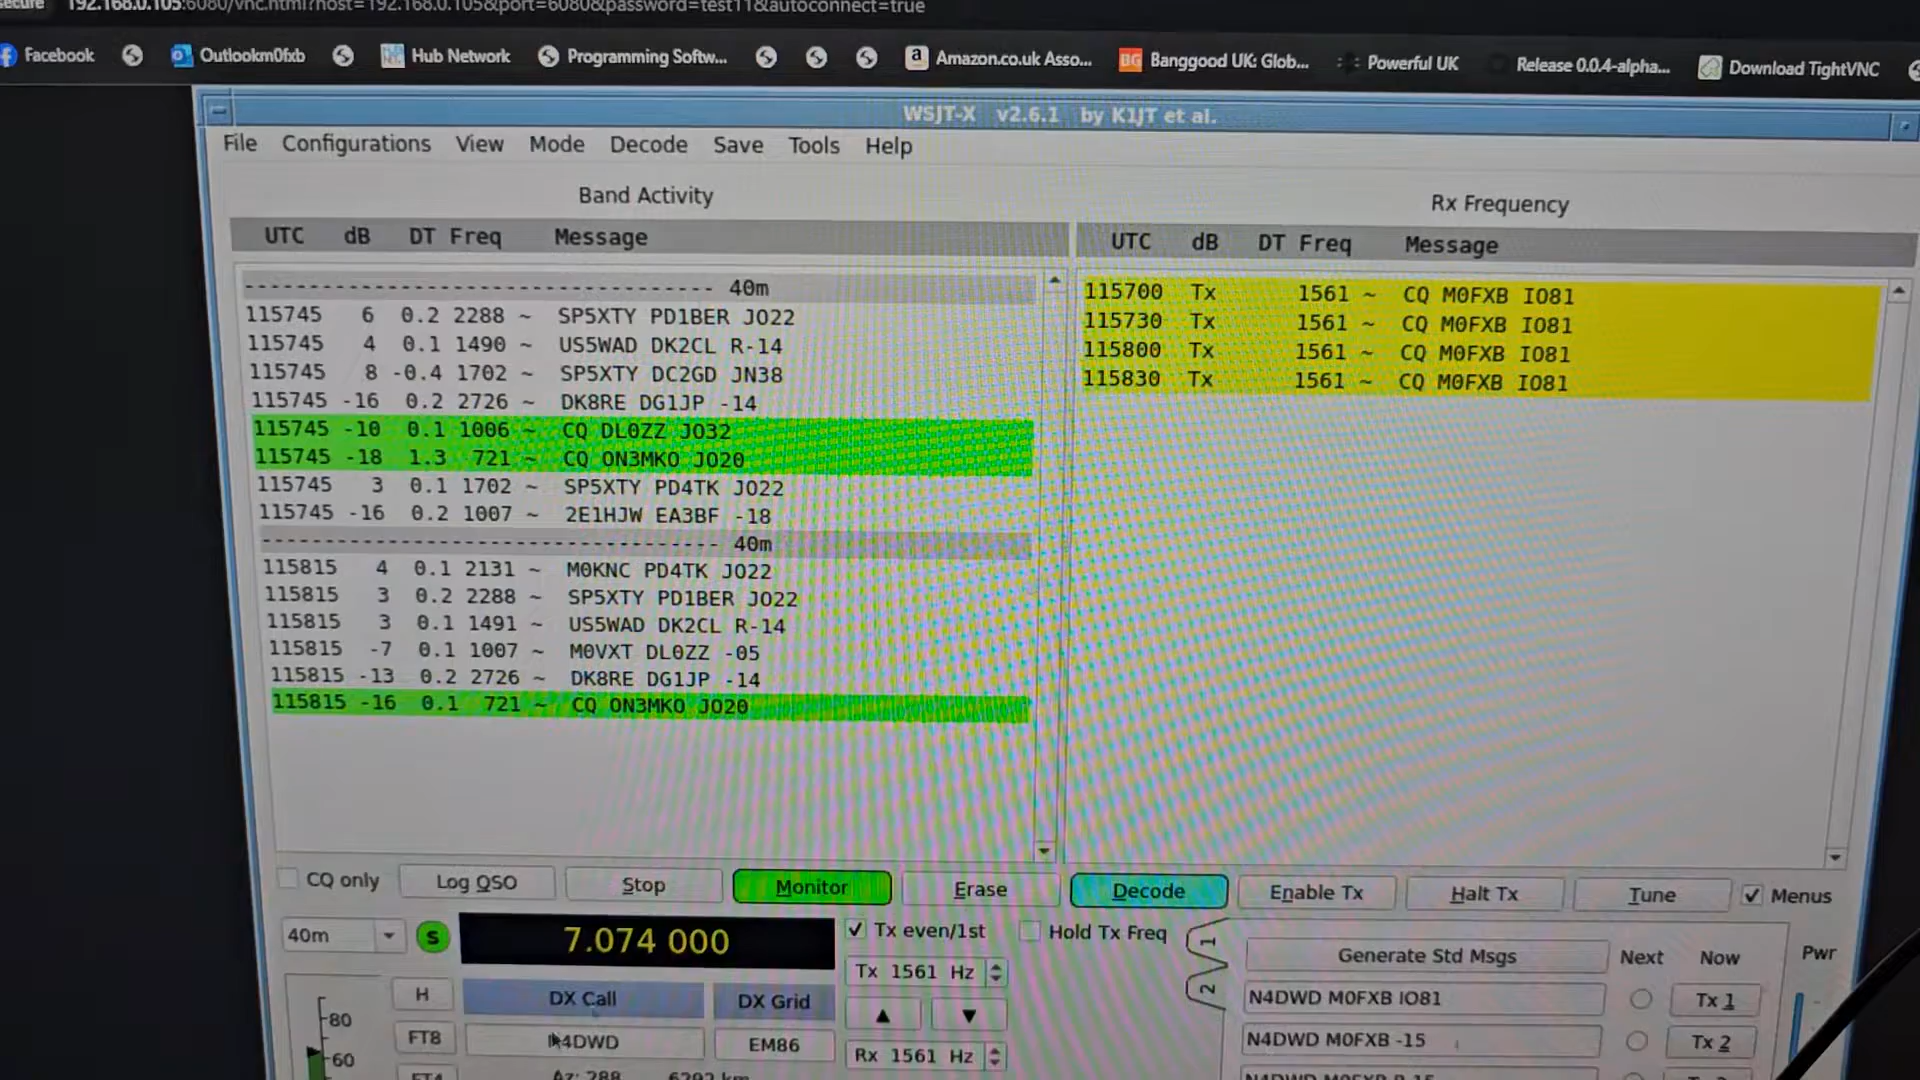 192.168.0.105:6080/vnc.html?host=192.168.0.105&port=6080&password=test11&autoconnect=true
Facebook Outlookm0fxb Hub Network Programming Softw... Amazon.co.uk Asso... BG Banggood UK: Glob... Powerful UK Release 0.0.4-alpha... Download TightVNC
WSJT-X v2.6.1 by K1JT et al.
File Configurations View Mode Decode Save Tools Help
Band Activity
UTC dB DT Freq Message
---------------------------------- 40m
115745 6 0.2 2288 ~ SP5XTY PD1BER JO22
115745 4 0.1 1490 ~ US5WAD DK2CL R-14
115745 8 -0.4 1702 ~ SP5XTY DC2GD JN38
115745 -16 0.2 2726 ~ DK8RE DG1JP -14
115745 -10 0.1 1006 ~ CQ DL0ZZ JO32
115745 -18 1.3 721 ~ CQ ON3MKO JO20
115745 3 0.1 1702 ~ SP5XTY PD4TK JO22
115745 -16 0.2 1007 ~ 2E1HJW EA3BF -18
---------------------------------- 40m
115815 4 0.1 2131 ~ M0KNC PD4TK JO22
115815 3 0.2 2288 ~ SP5XTY PD1BER JO22
115815 3 0.1 1491 ~ US5WAD DK2CL R-14
115815 -7 0.1 1007 ~ M0VXT DL0ZZ -05
115815 -13 0.2 2726 ~ DK8RE DG1JP -14
115815 -16 0.1 721 ~ CQ ON3MKO JO20
Rx Frequency
UTC dB DT Freq Message
115700 Tx 1561 ~ CQ M0FXB IO81
115730 Tx 1561 ~ CQ M0FXB IO81
115800 Tx 1561 ~ CQ M0FXB IO81
115830 Tx 1561 ~ CQ M0FXB IO81
CQ only Log QSO Stop Monitor Erase Decode Enable Tx Halt Tx Tune Menus
40m S 7.074 000 Tx even/1st Hold Tx Freq
Tx 1561 Hz
H DX Call DX Grid
FT8 N4DWD EM86
Rx 1561 Hz
Az: 288 6292 km
-80
-60
1
2
Generate Std Msgs Next Now Pwr
N4DWD M0FXB IO81 Tx 1
N4DWD M0FXB -15 Tx 2